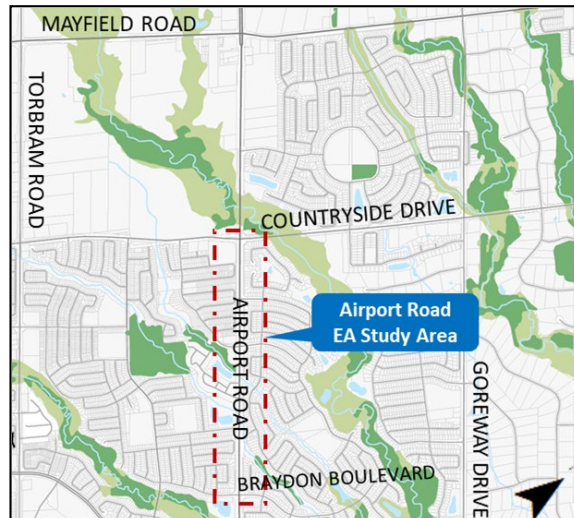 MAYFIELD ROAD
TORBRAM ROAD
COUNTRYSIDE DRIVE
AIRPORT ROAD
Airport Road
EA Study Area
GOREWAY DRIVE
BRAYDON BOULEVARD